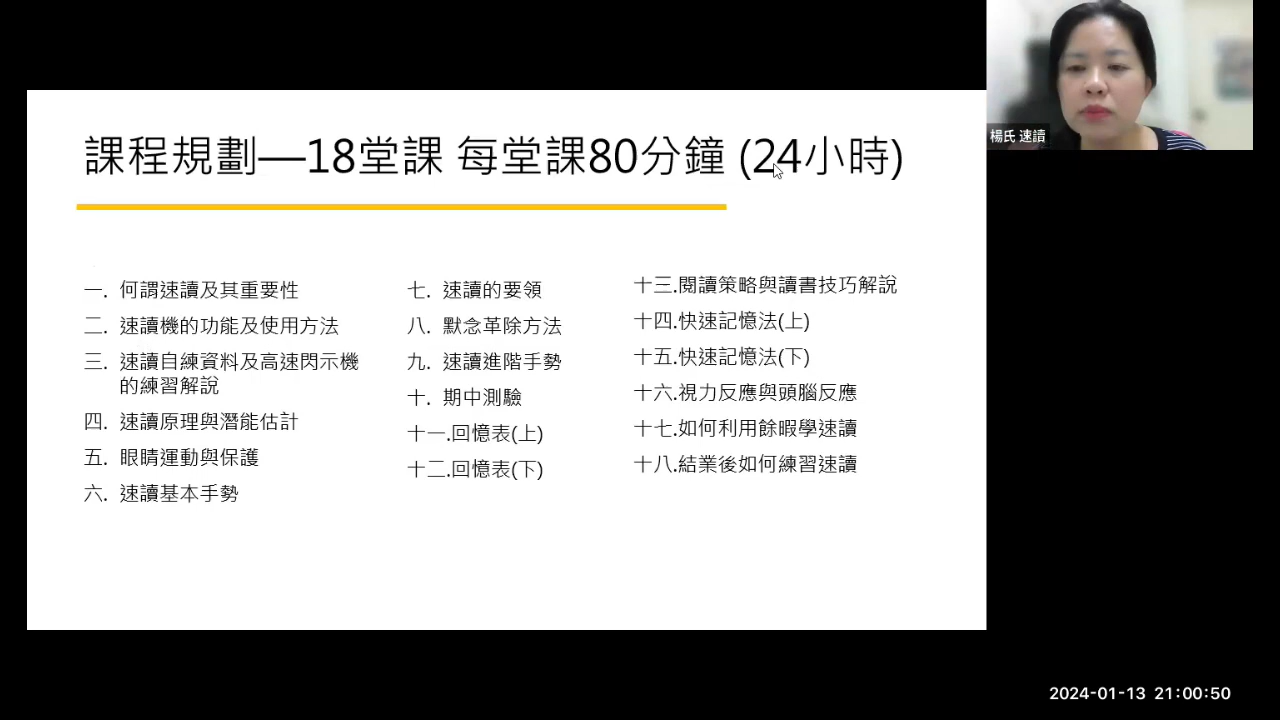 課程規劃—18堂課 每堂課80分鐘 (24小時)
一. 何謂速讀及其重要性
二. 速讀機的功能及使用方法
三. 速讀自練資料及高速閃示機
的練習解說
四. 速讀原理與潛能估計
五. 眼睛運動與保護
六. 速讀基本手勢
七. 速讀的要領
八. 默念革除方法
九. 速讀進階手勢
十. 期中測驗
十一.回憶表(上)
十二.回憶表(下)
十三.閱讀策略與讀書技巧解說
十四.快速記憶法(上)
十五.快速記憶法(下)
十六.視力反應與頭腦反應
十七.如何利用餘暇學速讀
十八.結業後如何練習速讀
楊氏 速讀
2024-01-13 21:00:50